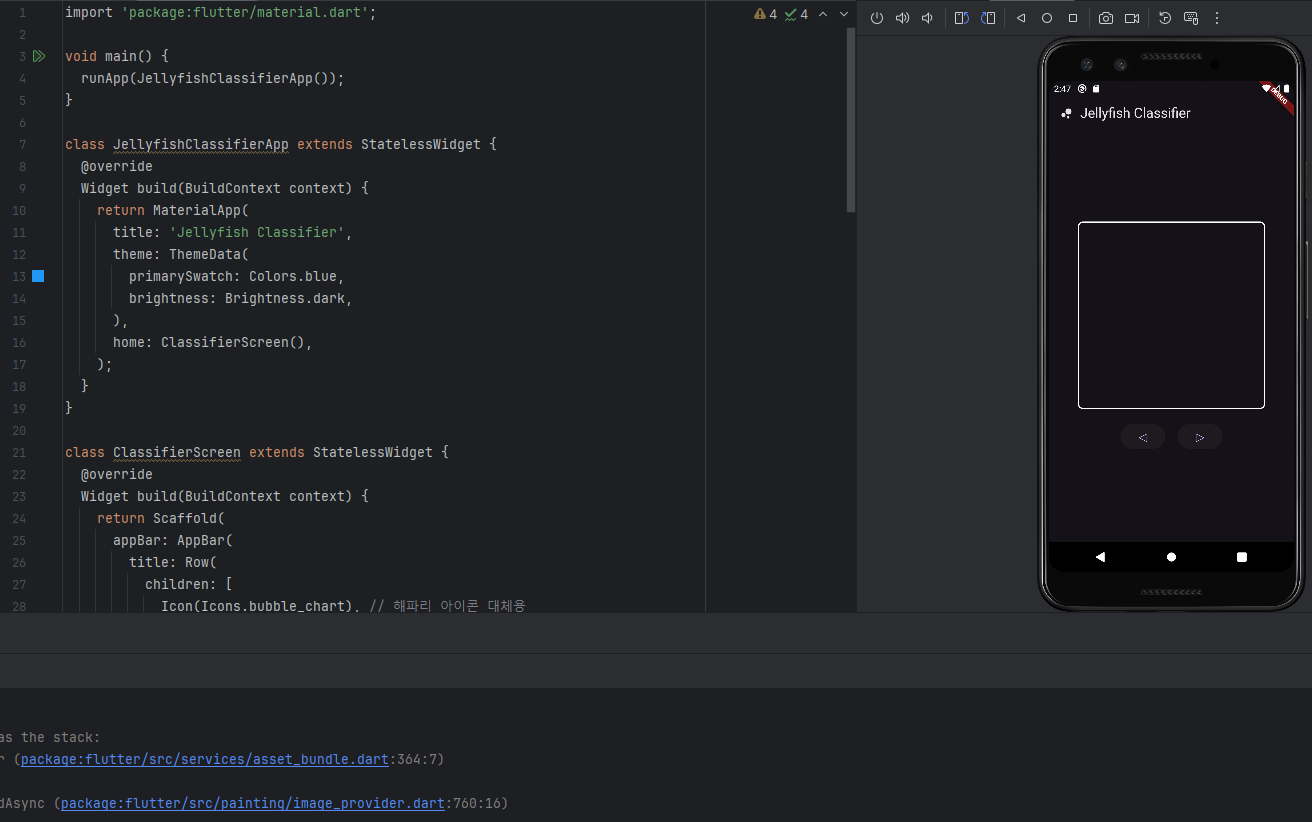 1 import 'package:flutter/material.dart';
2
3 void main() {
4 runApp(JellyfishClassifierApp());
5 }
6
7 class JellyfishClassifierApp extends StatelessWidget {
8 @override
9 Widget build(BuildContext context) {
10 return MaterialApp(
11 title: 'Jellyfish Classifier',
12 theme: ThemeData(
13 primarySwatch: Colors.blue,
14 brightness: Brightness.dark,
15 ),
16 home: ClassifierScreen(),
17 );
18 }
19 }
20
21 class ClassifierScreen extends StatelessWidget {
22 @override
23 Widget build(BuildContext context) {
24 return Scaffold(
25 appBar: AppBar(
26 title: Row(
27 children: [
28 Icon(Icons.bubble_chart), // 해파리 아이콘 대체용
4 4
2:47
DEBUG
Jellyfish Classifier
as the stack:
r (package:flutter/src/services/asset_bundle.dart:364:7)
dAsync (package:flutter/src/painting/image_provider.dart:760:16)